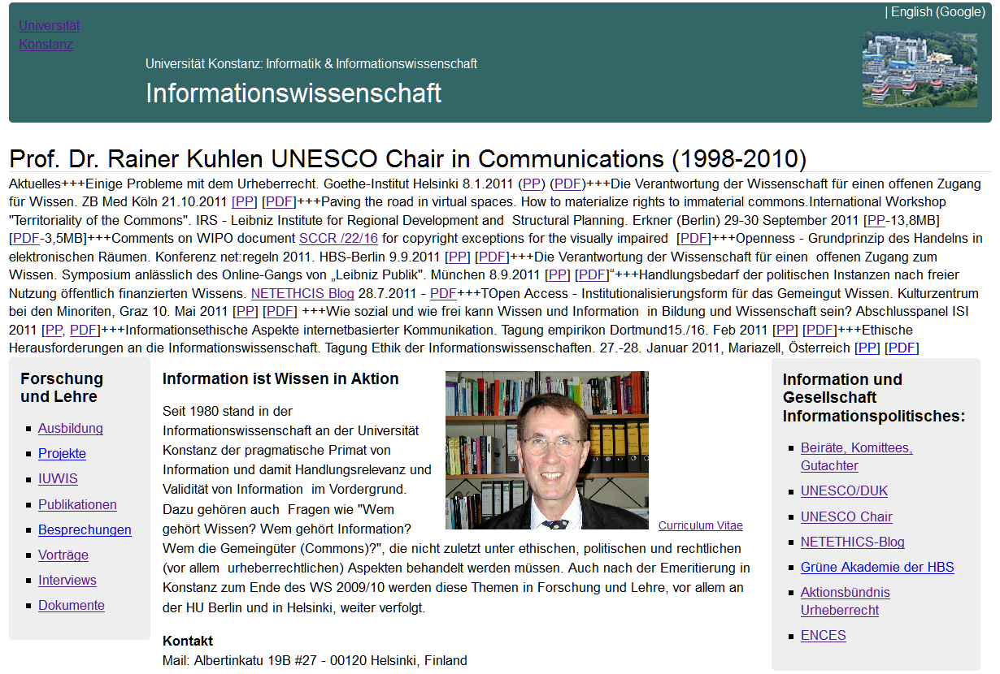 | English (Google)
Universität
Konstanz
Universität Konstanz: Informatik & Informationswissenschaft
Informationswissenschaft
Prof. Dr. Rainer Kuhlen UNESCO Chair in Communications (1998-2010)
Aktuelles+++Einige Probleme mit dem Urheberrecht. Goethe-Institut Helsinki 8.1.2011 (PP) (PDF)+++Die Verantwortung der Wissenschaft für einen offenen Zugang
für Wissen. ZB Med Köln 21.10.2011 [PP] [PDF]+++Paving the road in virtual spaces. How to materialize rights to immaterial commons.International Workshop
"Territoriality of the Commons". IRS - Leibniz Institute for Regional Development and  Structural Planning. Erkner (Berlin) 29-30 September 2011 [PP-13,8MB]
[PDF-3,5MB]+++Comments on WIPO document SCCR /22/16 for copyright exceptions for the visually impaired  [PDF]+++Openness - Grundprinzip des Handelns in
elektronischen Räumen. Konferenz net:regeln 2011. HBS-Berlin 9.9.2011 [PP] [PDF]+++Die Verantwortung der Wissenschaft für einen  offenen Zugang zum
Wissen. Symposium anlässlich des Online-Gangs von „Leibniz Publik". München 8.9.2011 [PP] [PDF]“+++Handlungsbedarf der politischen Instanzen nach freier
Nutzung öffentlich finanzierten Wissens. NETETHCIS Blog 28.7.2011 - PDF+++TOpen Access - Institutionalisierungsform für das Gemeingut Wissen. Kulturzentrum
bei den Minoriten, Graz 10. Mai 2011 [PP] [PDF] +++Wie sozial und wie frei kann Wissen und Information  in Bildung und Wissenschaft sein? Abschlusspanel ISI
2011 [PP, PDF]+++Informationsethische Aspekte internetbasierter Kommunikation. Tagung empirikon Dortmund15./16. Feb 2011 [PP] [PDF]+++Ethische
Herausforderungen an die Informationswissenschaft. Tagung Ethik der Informationswissenschaften. 27.-28. Januar 2011, Mariazell, Österreich [PP] [PDF]
Forschung
und Lehre
Ausbildung
Projekte
IUWIS
Publikationen
Besprechungen
Vorträge
Interviews
Dokumente
Information ist Wissen in Aktion
Seit 1980 stand in der
Informationswissenschaft an der Universität
Konstanz der pragmatische Primat von
Information und damit Handlungsrelevanz und
Validität von Information  im Vordergrund.
Dazu gehören auch  Fragen wie "Wem
gehört Wissen? Wem gehört Information?
Wem die Gemeingüter (Commons)?", die nicht zuletzt unter ethischen, politischen und rechtlichen
(vor allem  urheberrechtlichen) Aspekten behandelt werden müssen. Auch nach der Emeritierung in
Konstanz zum Ende des WS 2009/10 werden diese Themen in Forschung und Lehre, vor allem an
der HU Berlin und in Helsinki, weiter verfolgt.
Curriculum Vitae
Kontakt
Mail: Albertinkatu 19B #27 - 00120 Helsinki, Finland
Information und
Gesellschaft
Informationspolitisches:
Beiräte, Komittees,
Gutachter
UNESCO/DUK
UNESCO Chair
NETETHICS-Blog
Grüne Akademie der HBS
Aktionsbündnis
Urheberrecht
ENCES